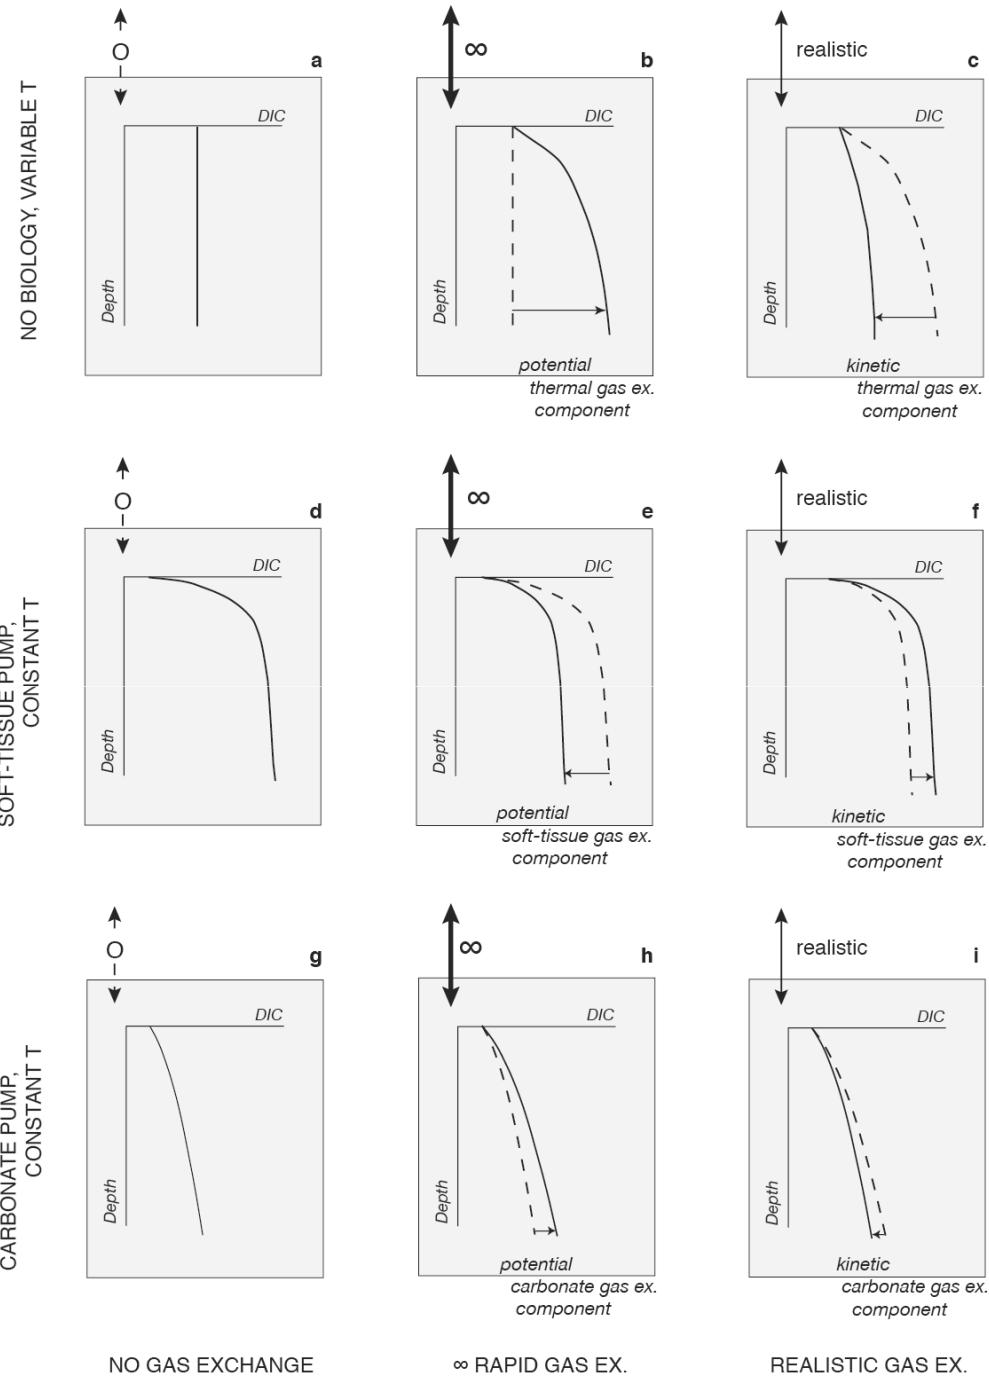 NO BIOLOGY, VARIABLE T
O
a
DIC
Depth
∞
b
DIC
Depth
potential
thermal gas ex.
component
realistic
c
DIC
Depth
kinetic
thermal gas ex.
component
SOFT-TISSUE PUMP,
CONSTANT T
O
d
DIC
Depth
∞
e
DIC
Depth
potential
soft-tissue gas ex.
component
realistic
f
DIC
Depth
kinetic
soft-tissue gas ex.
component
CARBONATE PUMP,
CONSTANT T
O
g
DIC
Depth
∞
h
DIC
Depth
potential
carbonate gas ex.
component
realistic
i
DIC
Depth
kinetic
carbonate gas ex.
component
NO GAS EXCHANGE
∞ RAPID GAS EX.
REALISTIC GAS EX.